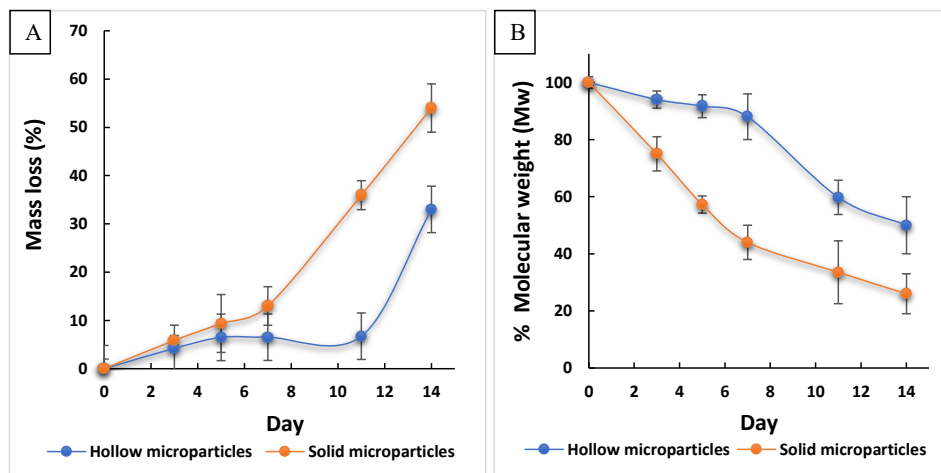 A
Mass loss (%)
70
60
50
40
30
20
10
0
0 2 4 6 8 10 12 14
Day
Hollow microparticles Solid microparticles
B
% Molecular weight (Mw)
100
80
60
40
20
0
0 2 4 6 8 10 12 14
Day
Hollow microparticles Solid microparticles